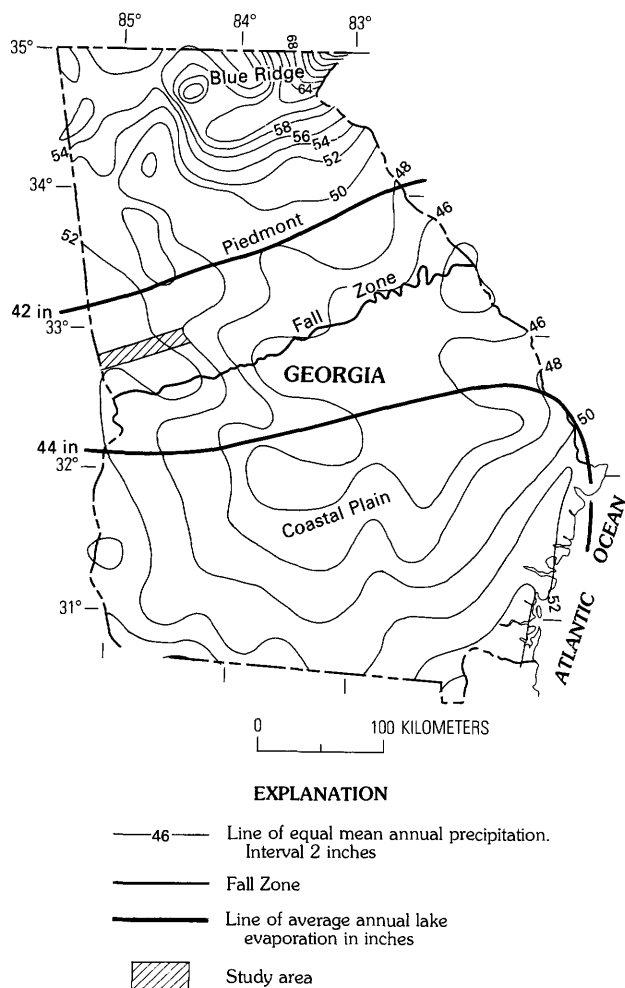 85°
84°
83°
35°
68
Blue Ridge
64
58
56
54
54
52
34°
50
48
52
Piedmont
46
42 in
33°
Fall Zone
46
GEORGIA
48
50
44 in
32°
Coastal Plain
ATLANTIC OCEAN
31°
52
0 100 KILOMETERS
EXPLANATION
46 Line of equal mean annual precipitation.
Interval 2 inches
Fall Zone
Line of average annual lake
evaporation in inches
Study area